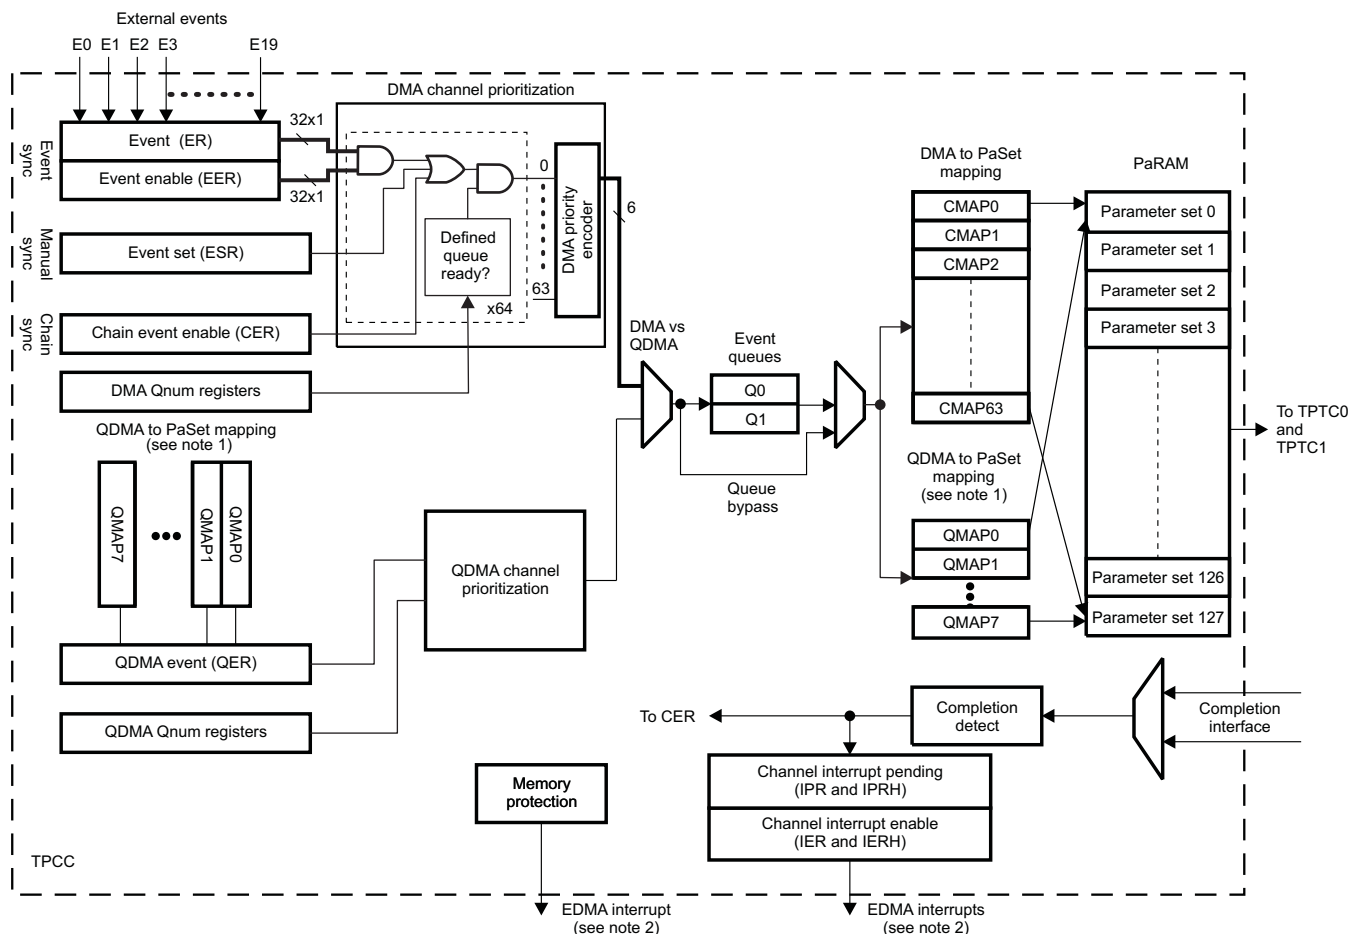 External events
E0 E1 E2 E3 E19
DMA channel prioritization
Event sync
32x1
Event (ER)
Event enable (EER)
32x1
0
6
DMA priority encoder
Manual sync
Event set (ESR)
Defined
queue
ready?
63
x64
Chain sync
Chain event enable (CER)
DMA Qnum registers
QDMA to PaSet mapping
(see note 1)
QMAP7
QMAP1
QMAP0
QDMA event (QER)
QDMA Qnum registers
QDMA channel
prioritization
DMA vs
QDMA
Event
queues
Q0
Q1
Queue
bypass
DMA to PaSet
mapping
CMAP0
CMAP1
CMAP2
CMAP63
QDMA to PaSet
mapping
(see note 1)
QMAP0
QMAP1
QMAP7
PaRAM
Parameter set 0
Parameter set 1
Parameter set 2
Parameter set 3
Parameter set 126
Parameter set 127
To TPTC0
and
TPTC1
To CER
Completion
detect
Completion
interface
Channel interrupt pending
(IPR and IPRH)
Channel interrupt enable
(IER and IERH)
Memory
protection
TPCC
EDMA interrupt
(see note 2)
EDMA interrupts
(see note 2)